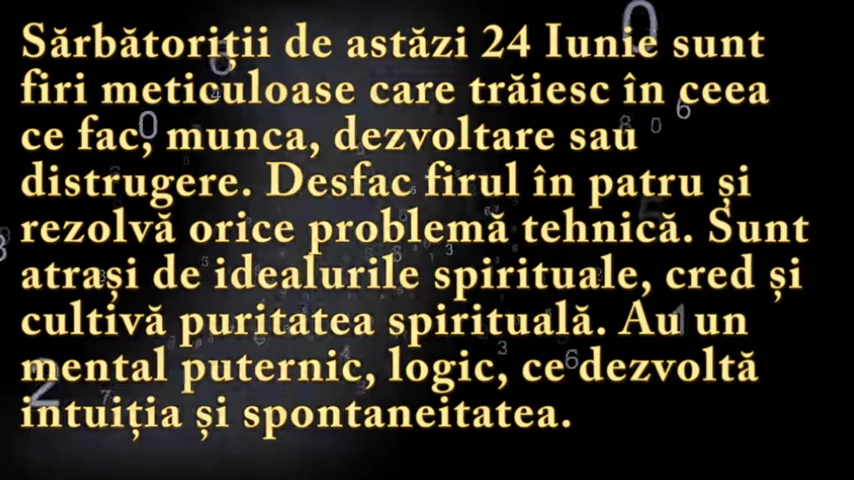 Sărbătoriții de astăzi 24 Iunie sunt
firi meticuloase care trăiesc în ceea
ce fac, munca, dezvoltare sau
distrugere. Desfac firul în patru și
rezolvă orice problemă tehnică. Sunt
atrași de idealurile spirituale, cred și
cultivă puritatea spirituală. Au un
mental puternic, logic, ce dezvoltă
intuiția și spontaneitatea.